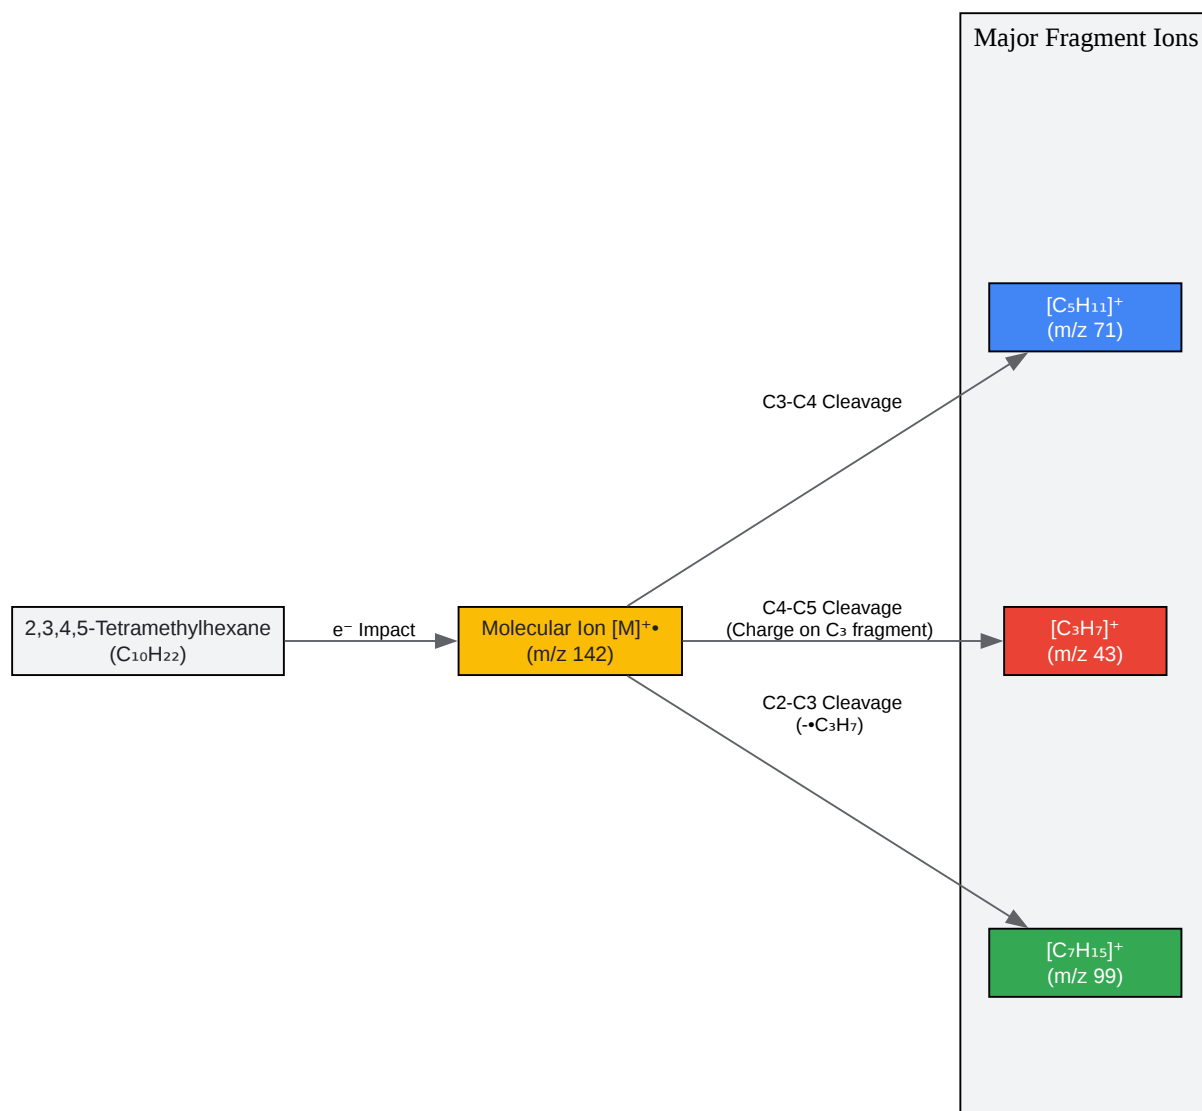 Major Fragment Ions
[C₅H₁₁]⁺
(m/z 71)
C3-C4 Cleavage
2,3,4,5-Tetramethylhexane
(C₁₀H₂₂)
e⁻ Impact
Molecular Ion [M]⁺•
(m/z 142)
C4-C5 Cleavage
(Charge on C₃ fragment)
[C₃H₇]⁺
(m/z 43)
C2-C3 Cleavage
(-•C₃H₇)
[C₇H₁₅]⁺
(m/z 99)